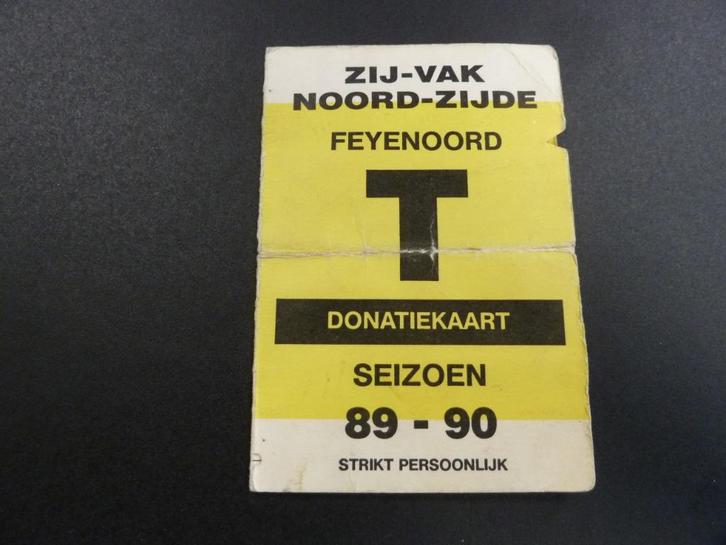 ZIJ-VAK
NOORD-ZIJDE
FEYENOORD
T
DONATIEKAART
SEIZOEN
89 - 90
STRIKT PERSOONLIJK